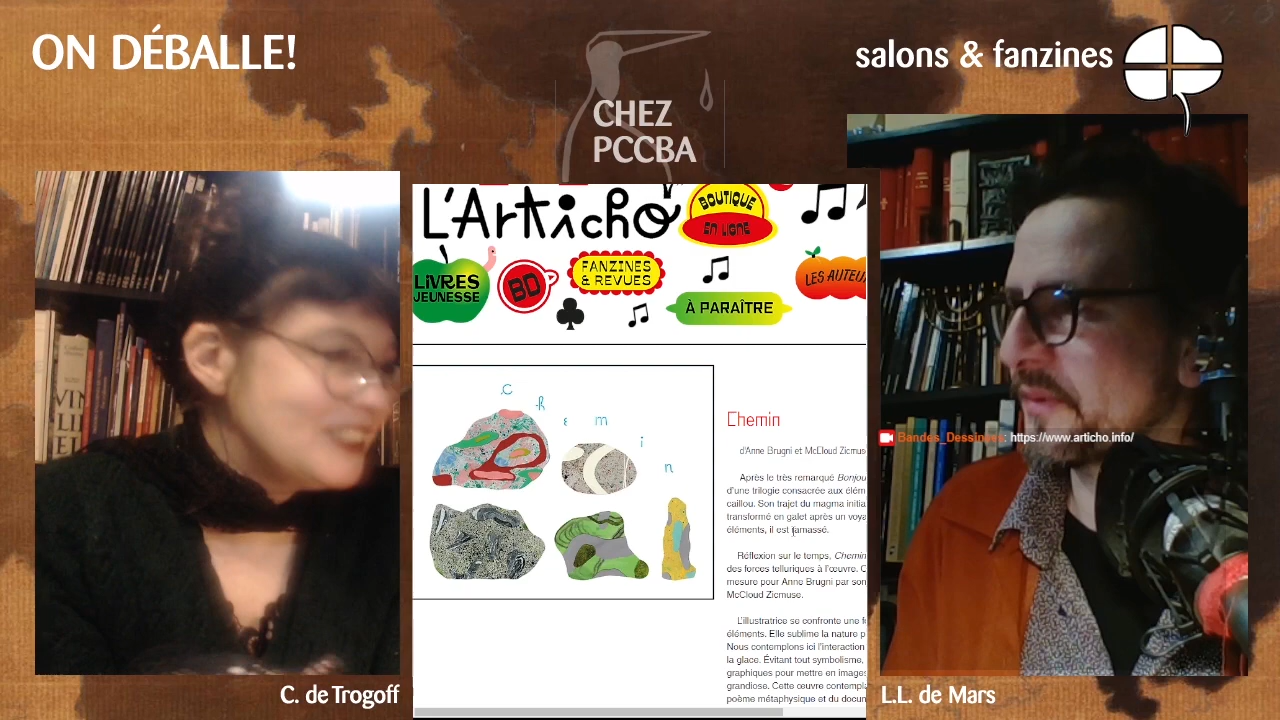 ON DÉBALLE!
salons & fanzines
CHEZ
PCCBA
L'Articho
BOUTIQUE
EN LIGNE
LIVRES
JEUNESSE
BD
FANZINES
& REVUES
À PARAÎTRE
LES AUTEU
C
h
e
m
i
n
Chemin
d'Anne Brugni et McCloud Zicmus
Après le très remarqué Bonjou
d'une trilogie consacrée aux élém
caillou. Son trajet du magma initia
transformé en galet après un voya
éléments, il est ramassé.
Réflexion sur le temps, Chemin
des forces telluriques à l'œuvre. C
mesure pour Anne Brugni par son
McCloud Zicmuse.
L'illustratrice se confronte une f
éléments. Elle sublime la nature p
Nous contemplons ici l'interaction
la glace. Évitant tout symbolisme,
graphiques pour mettre en images
grandiose. Cette œuvre contempla
poème métaphysique et du docum
Bandes_Dessinées: https://www.articho.info/
C. de Trogoff
L.L. de Mars